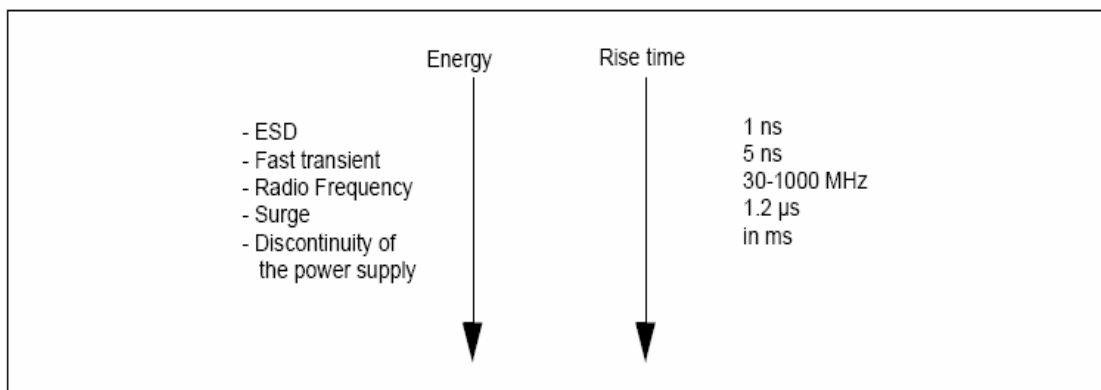 Energy
Rise time
- ESD
- Fast transient
- Radio Frequency
- Surge
- Discontinuity of
the power supply
1 ns
5 ns
30-1000 MHz
1.2 µs
in ms